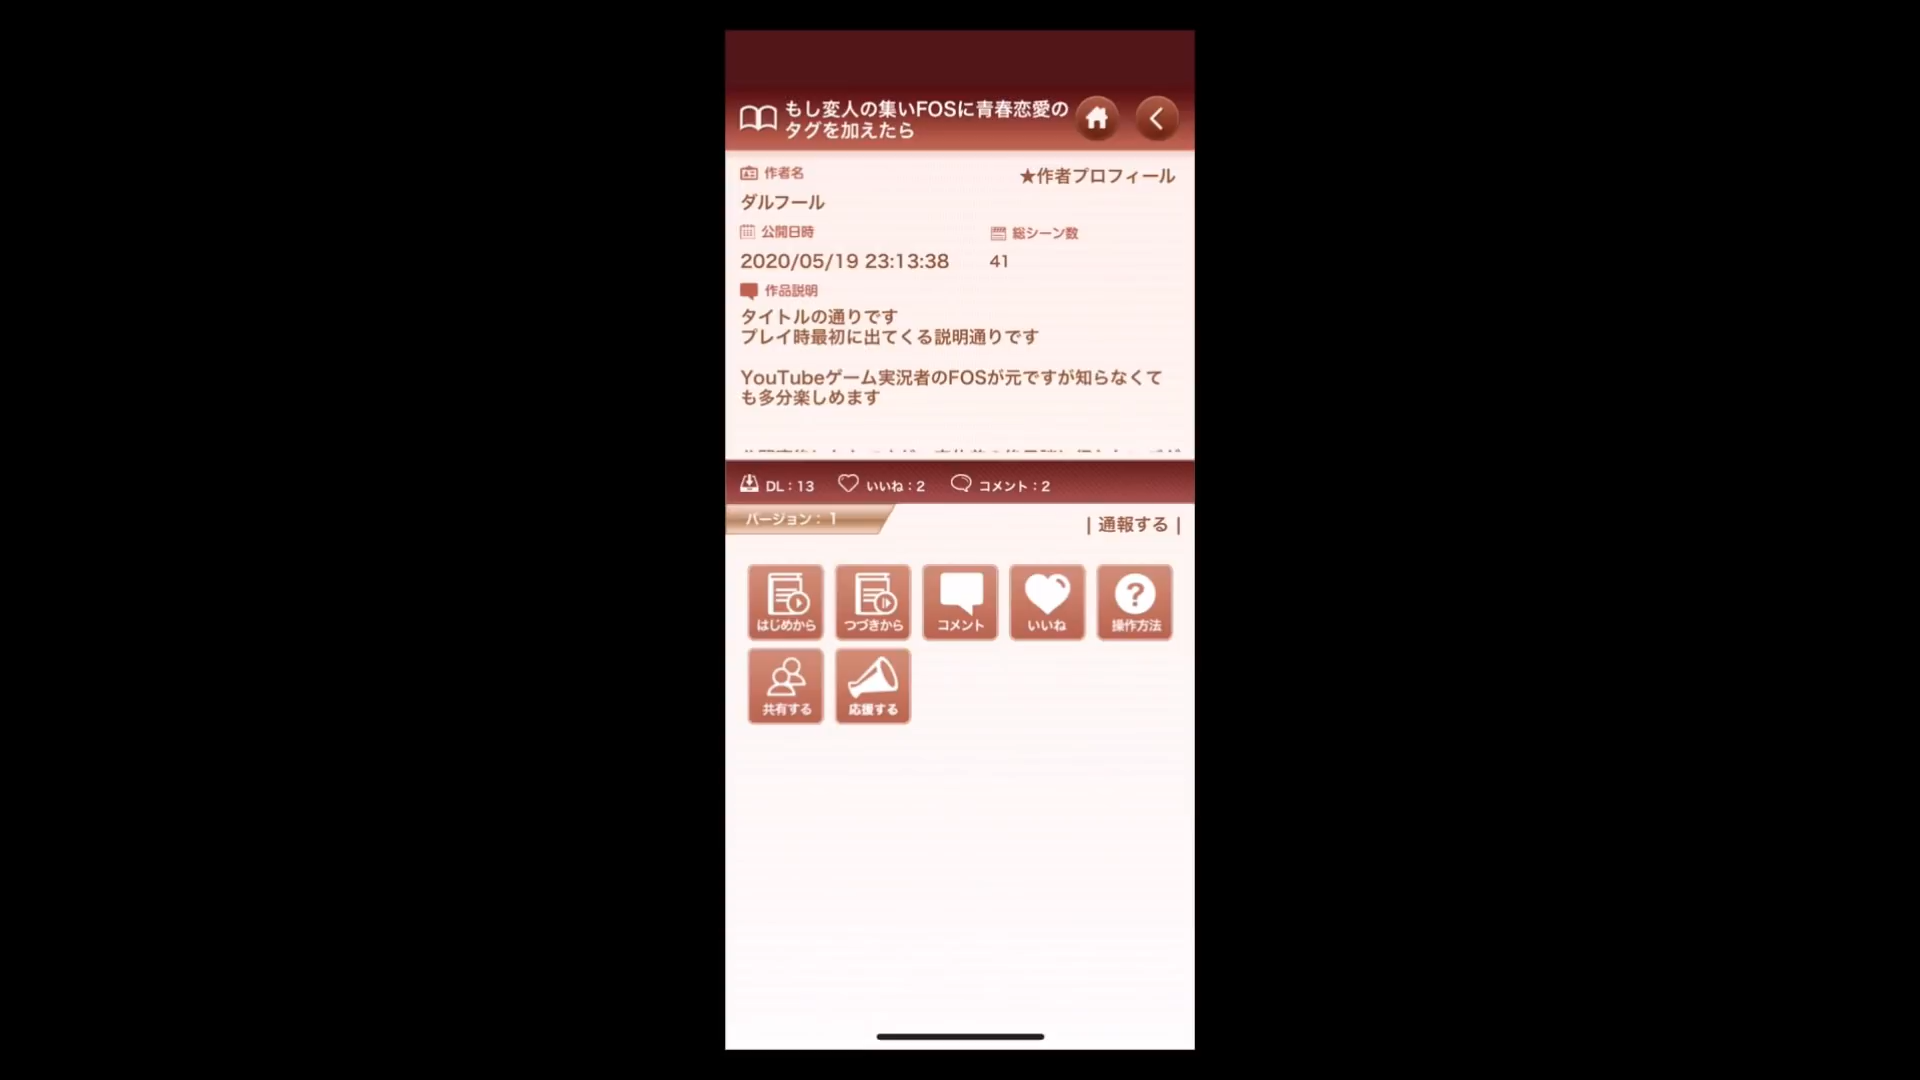 もし変人の集いFOSに青春恋愛の
タグを加えたら
作者名
★作者プロフィール
ダルフール
公開日時
総シーン数
2020/05/19 23:13:38
41
作品説明
タイトルの通りです
プレイ時最初に出てくる説明通りです
YouTubeゲーム実況者のFOSが元ですが知らなくて
も多分楽しめます
DL：13
いいね：2
コメント：2
バージョン： 1
| 通報する |
はじめから
つづきから
コメント
いいね
?
操作方法
共有する
応援する